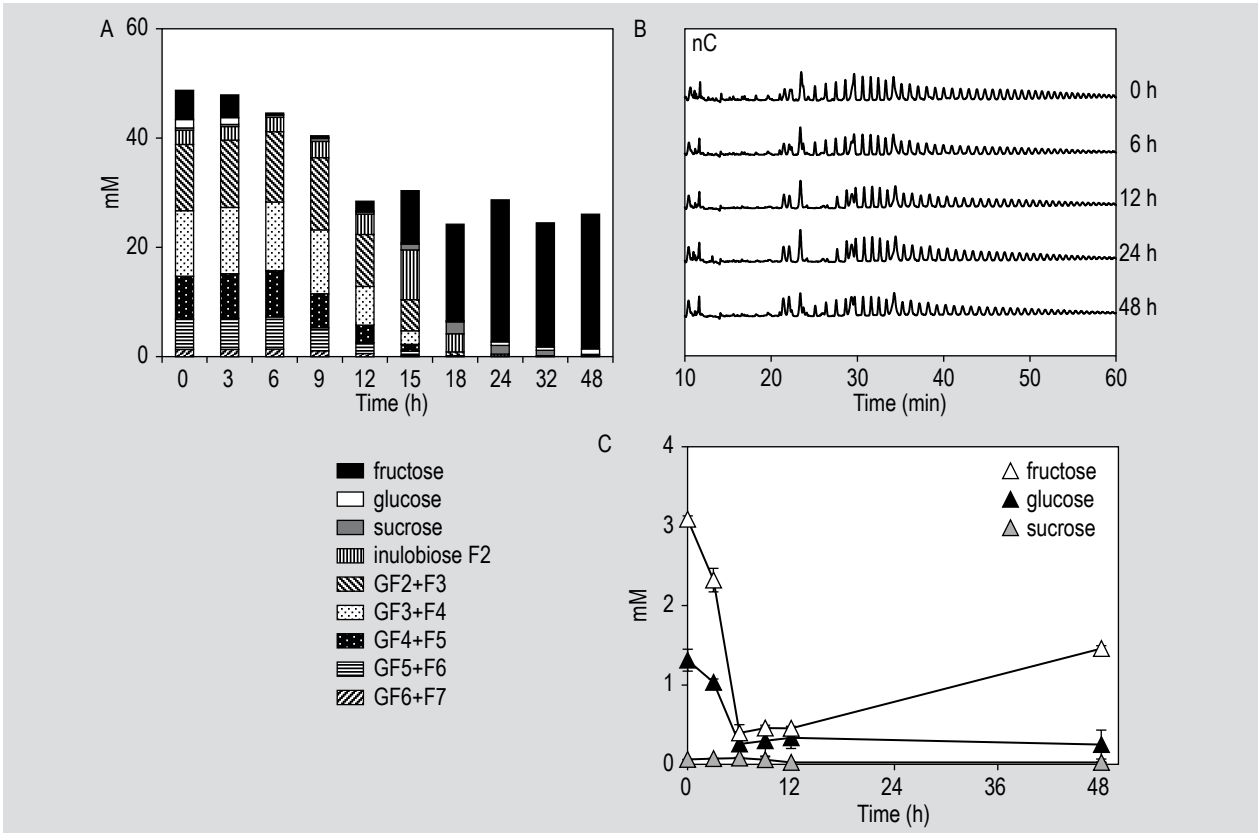 A
60
40
20
0
mM
0 3 6 9 12 15 18 24 32 48
Time (h)
B
nC
0 h
6 h
12 h
24 h
48 h
10 20 30 40 50 60
Time (min)
fructose
glucose
sucrose
inulobiose F2
GF2+F3
GF3+F4
GF4+F5
GF5+F6
GF6+F7
C
4
3
2
1
0
mM
fructose
glucose
sucrose
0 12 24 36 48
Time (h)